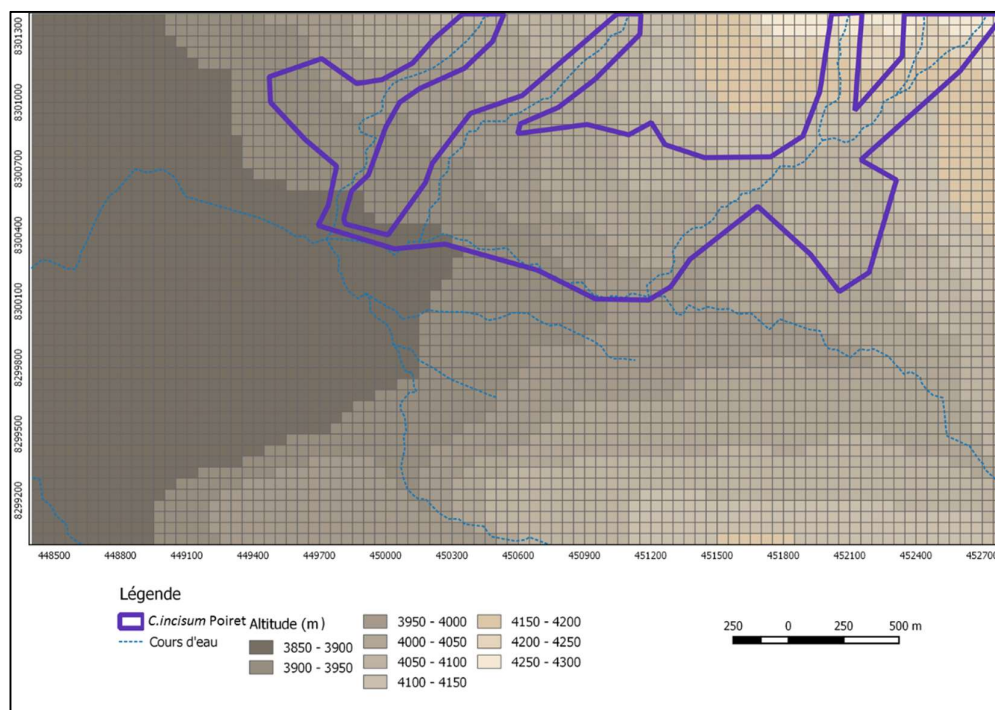 8301300
8301000
8300700
8300400
8300100
8299800
8299500
8299200
448500 448800 449100 449400 449700 450000 450300 450600 450900 451200 451500 451800 452100 452400 452700
Légende
C.incisum Poiret
Cours d'eau
Altitude (m)
3850 - 3900
3900 - 3950
3950 - 4000
4000 - 4050
4050 - 4100
4100 - 4150
4150 - 4200
4200 - 4250
4250 - 4300
250 0 250 500 m